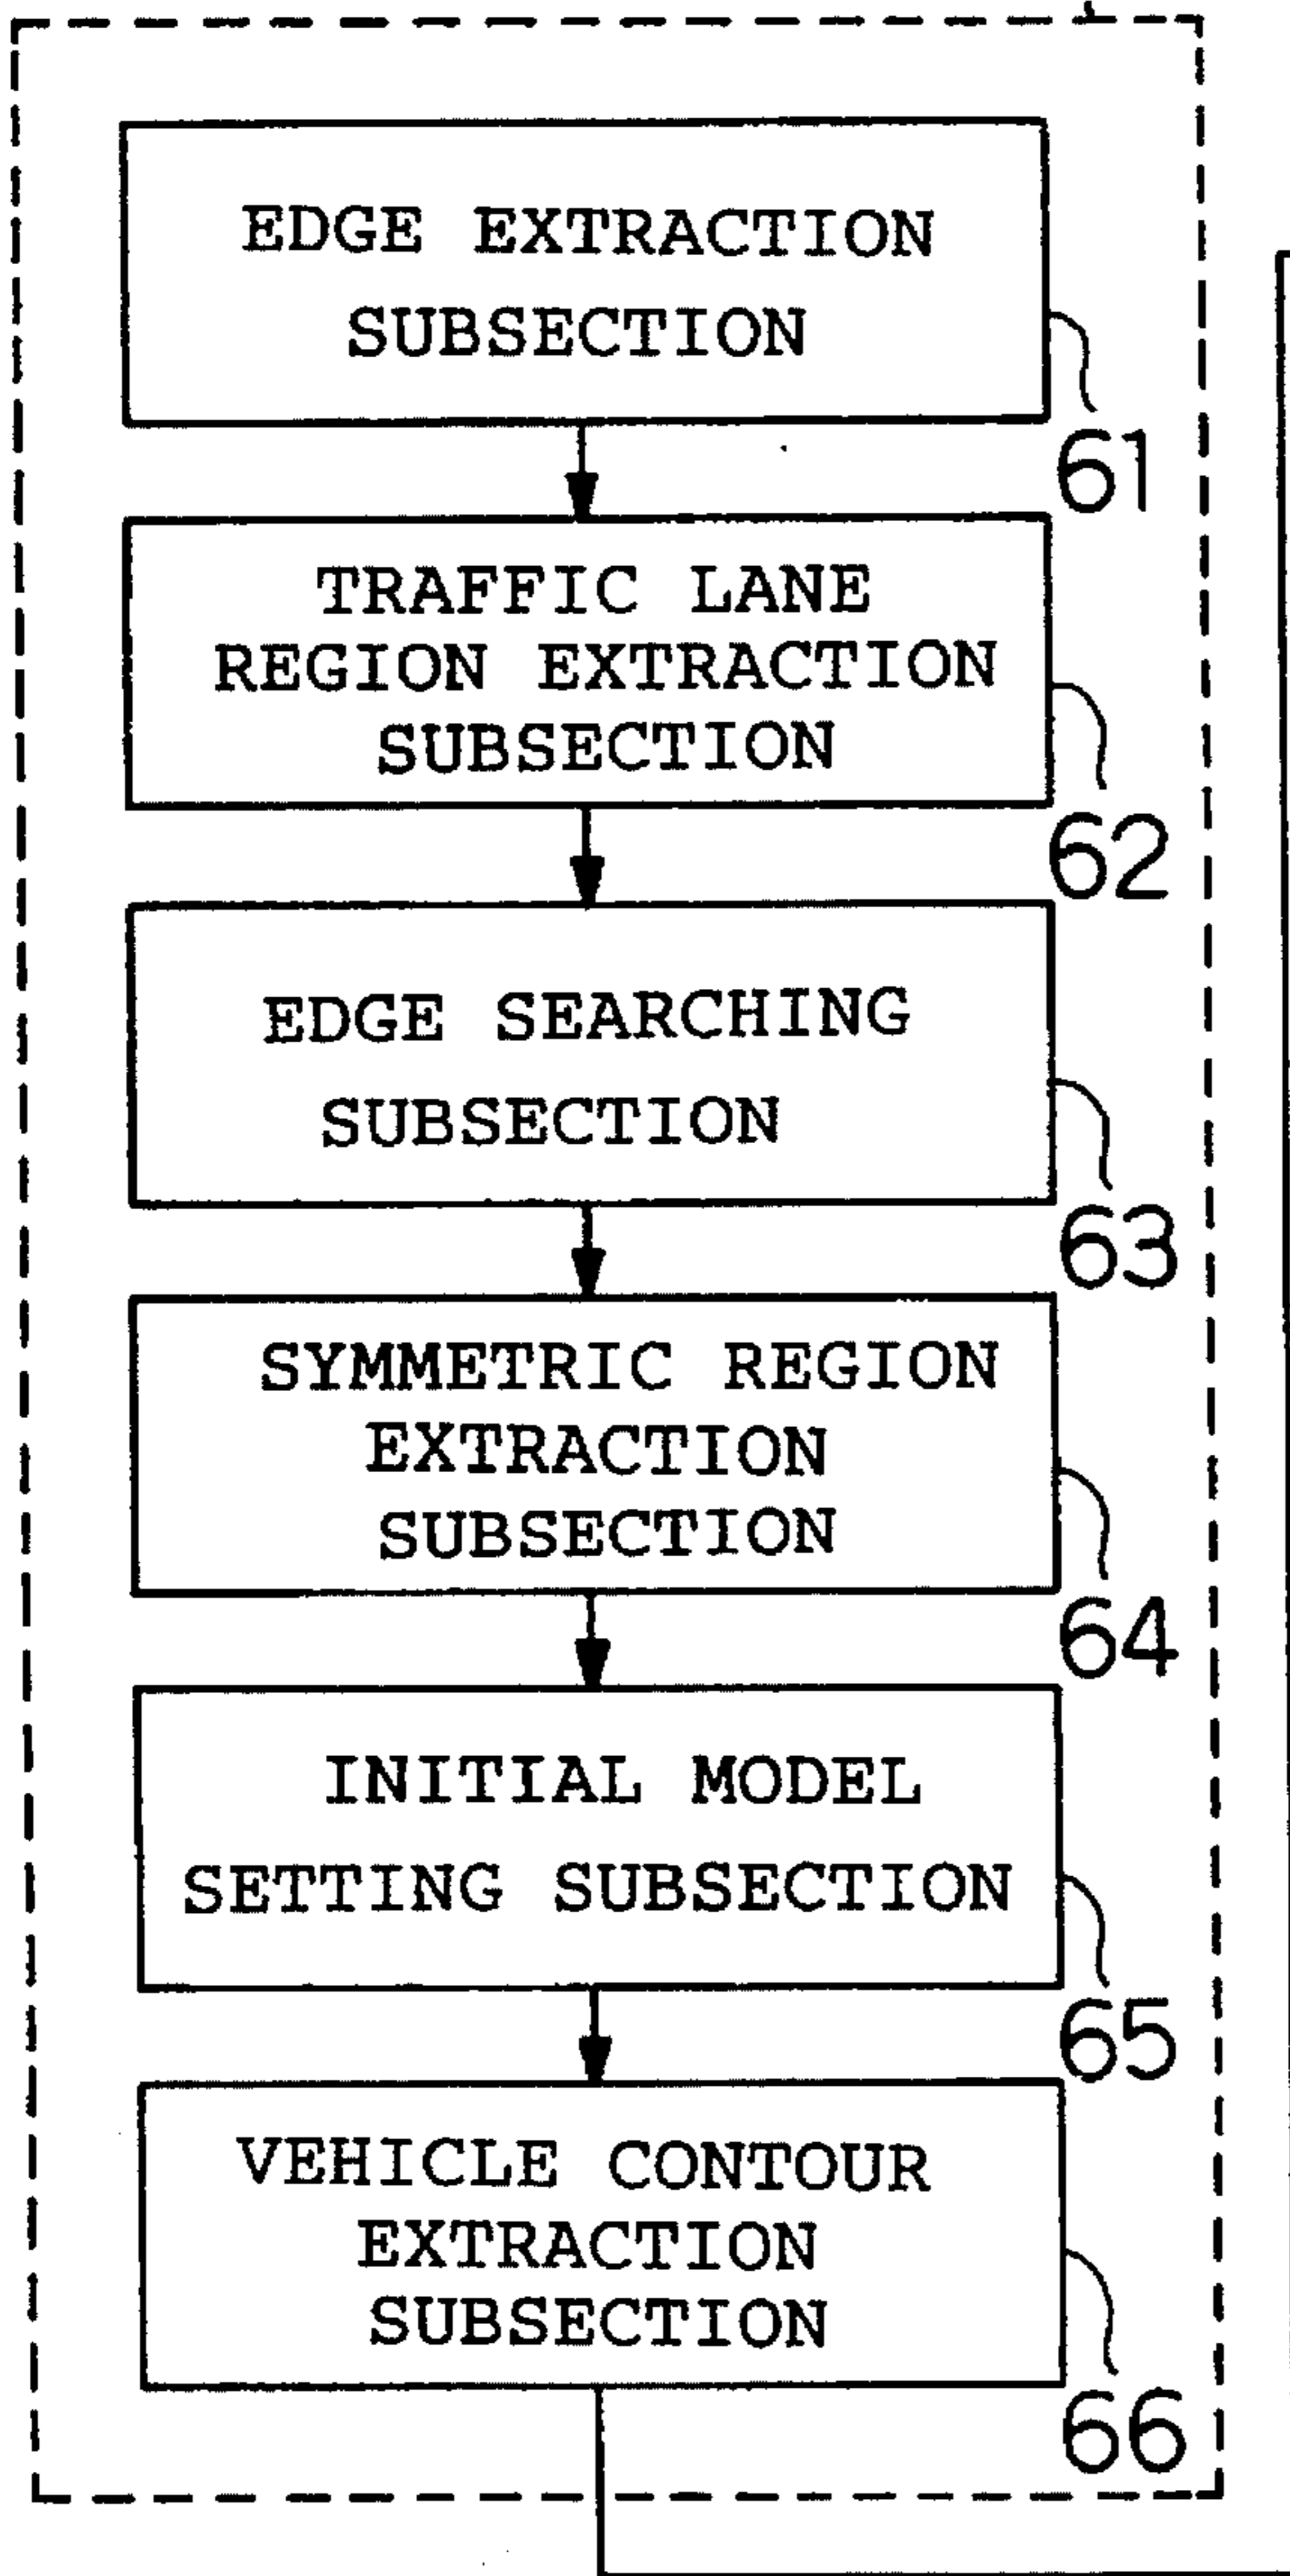 EDGE EXTRACTION
SUBSECTION
61
TRAFFIC LANE
REGION EXTRACTION
SUBSECTION
62
EDGE SEARCHING
SUBSECTION
63
SYMMETRIC REGION
EXTRACTION
SUBSECTION
64
INITIAL MODEL
SETTING SUBSECTION
65
VEHICLE CONTOUR
EXTRACTION
SUBSECTION
66